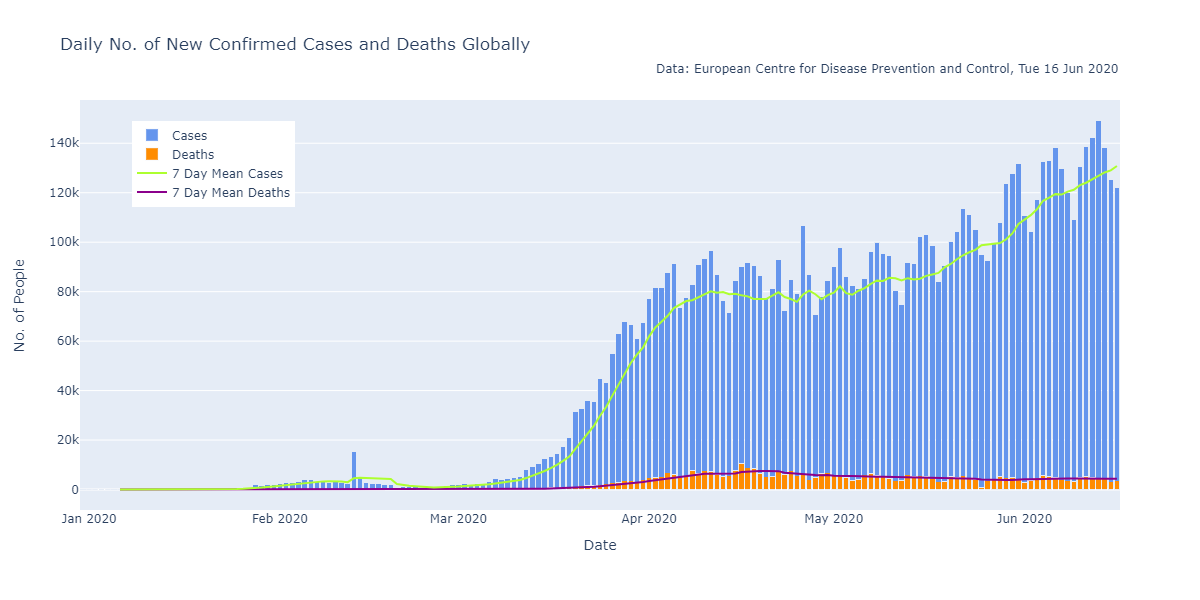 Daily No. of New Confirmed Cases and Deaths Globally
Data: European Centre for Disease Prevention and Control, Tue 16 Jun 2020
Cases
Deaths
7 Day Mean Cases
7 Day Mean Deaths
140k
120k
100k
80k
60k
40k
20k
0
No. of People
Jan 2020
Feb 2020
Mar 2020
Apr 2020
May 2020
Jun 2020
Date